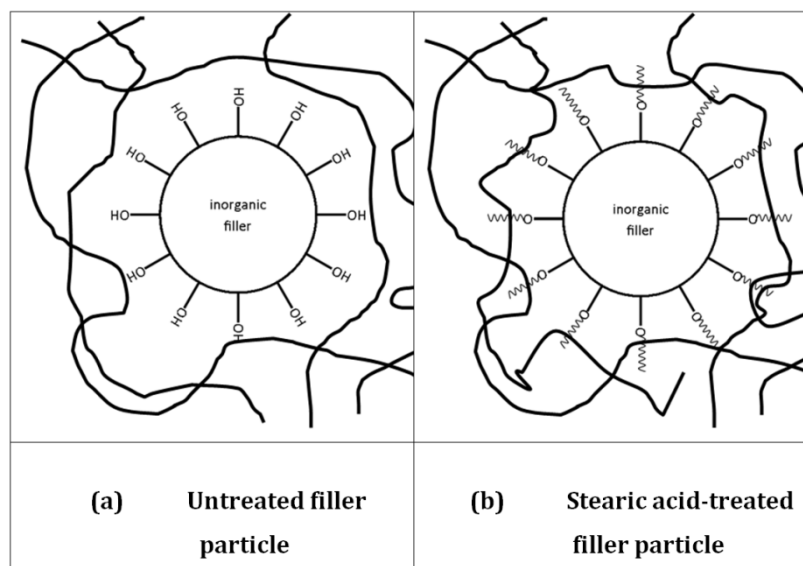 OH
HO
OH
HO
OH
HO
inorganic
filler
OH
HO
OH
HO
OH
OH
O
O
O
O
O
O
inorganic
filler
O
O
O
O
O
O
(a) Untreated filler
particle
(b) Stearic acid-treated
filler particle